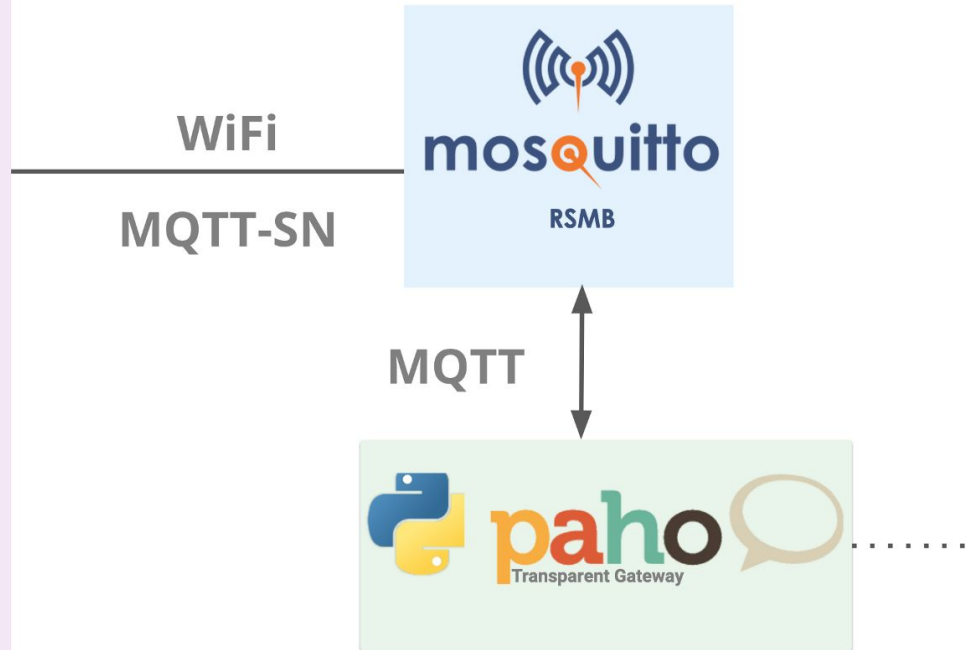 WiFi
MQTT-SN
mosquitto
RSMB
MQTT
paho
Transparent Gateway